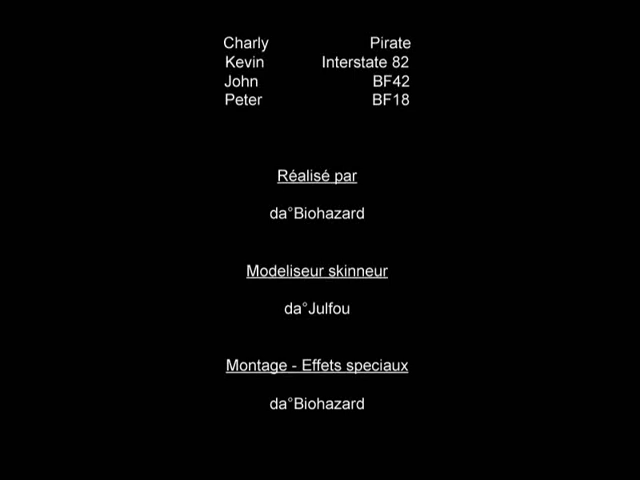 Charly Pirate
Kevin Interstate 82
John BF42
Peter BF18
Réalisé par
da°Biohazard
Modeliseur skinneur
da°Julfou
Montage - Effets speciaux
da°Biohazard